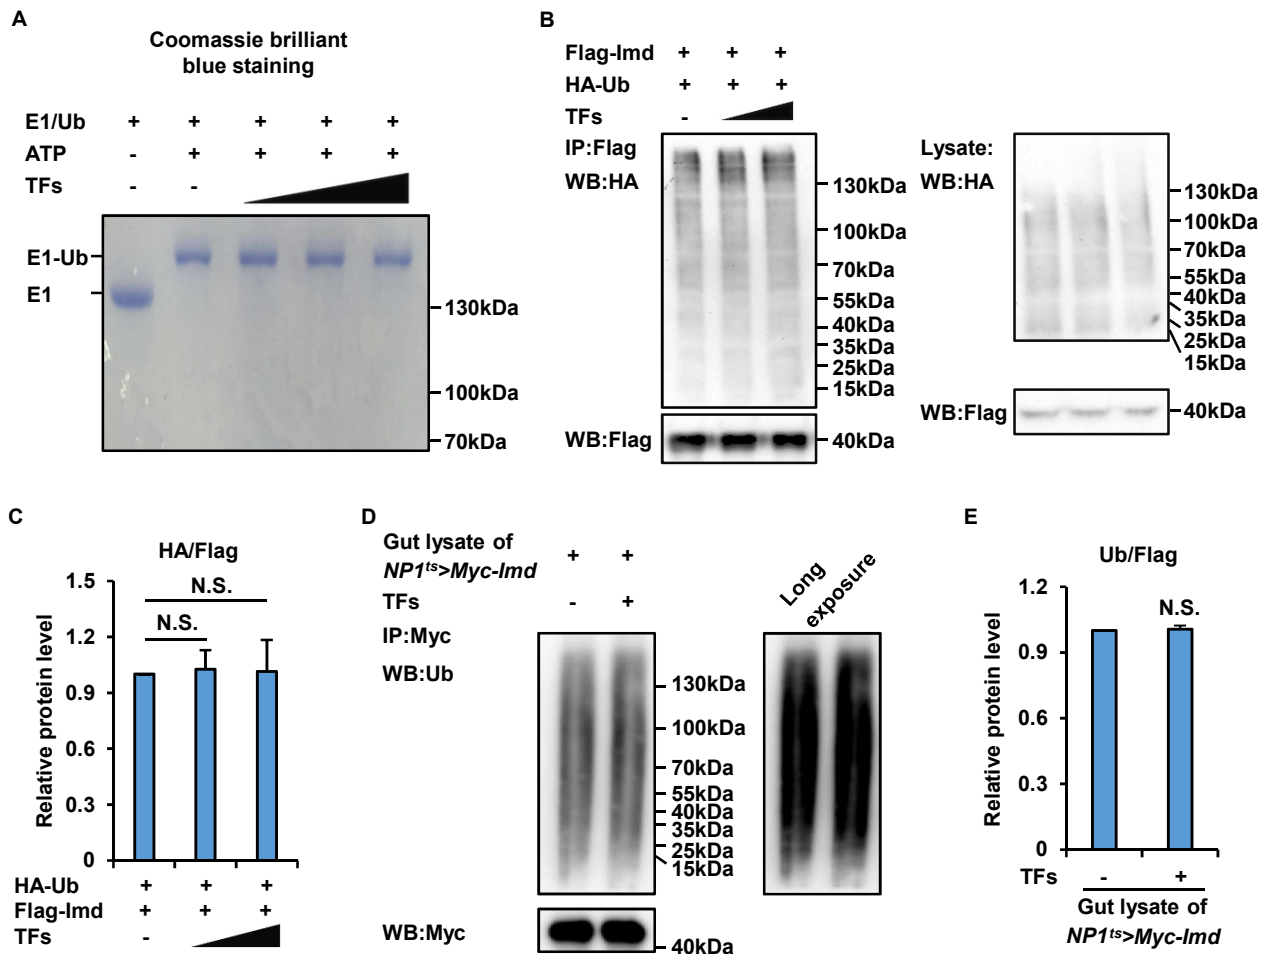 A
Coomassie brilliant
blue staining
E1/Ub + + + + +
ATP - + + + +
TFs - -
E1-Ub
E1
130kDa
100kDa
70kDa
B
Flag-Imd + + +
HA-Ub + + +
TFs -
IP:Flag
WB:HA
130kDa
100kDa
70kDa
55kDa
40kDa
35kDa
25kDa
15kDa
WB:Flag
40kDa
Lysate:
WB:HA
130kDa
100kDa
70kDa
55kDa
40kDa
35kDa
25kDa
15kDa
WB:Flag
40kDa
C
HA/Flag
Relative protein level
1.5
1.2
0.9
0.6
0.3
0
N.S.
N.S.
HA-Ub + + +
Flag-Imd + + +
TFs -
D
Gut lysate of
NP1ts>Myc-Imd + +
TFs - +
IP:Myc
WB:Ub
130kDa
100kDa
70kDa
55kDa
40kDa
35kDa
25kDa
15kDa
Long
exposure
WB:Myc
40kDa
E
Ub/Flag
Relative protein level
1.2
0.9
0.6
0.3
0
N.S.
TFs - +
Gut lysate of
NP1ts>Myc-Imd